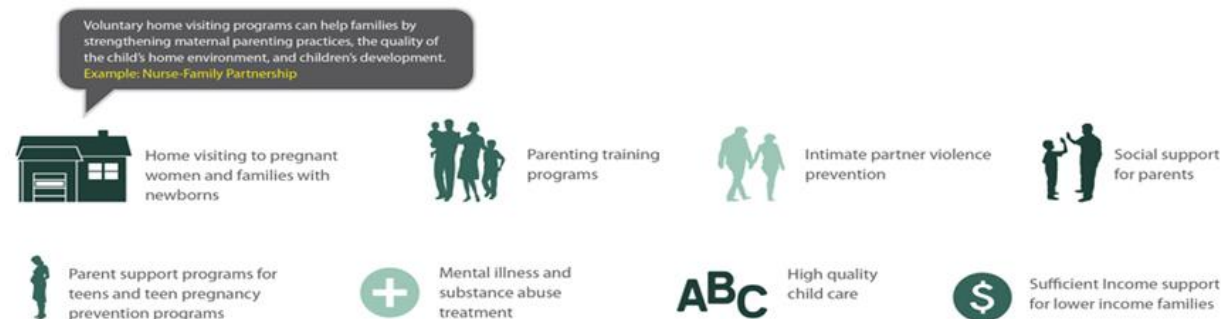 Voluntary home visiting programs can help families by
strengthening maternal parenting practices, the quality of
the child's home environment, and children's development.
Example: Nurse-Family Partnership
Home visiting to pregnant
women and families with
newborns
Parenting training
programs
Intimate partner violence
prevention
Social support
for parents
Parent support programs for
teens and teen pregnancy
prevention programs
Mental illness and
substance abuse
treatment
ABC
High quality
child care
$
Sufficient Income support
for lower income families